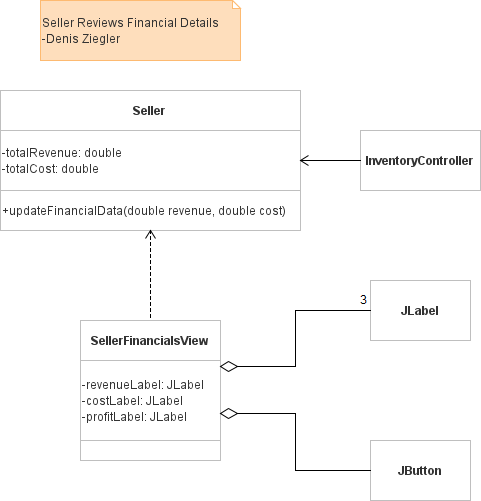 Seller Reviews Financial Details
-Denis Ziegler
Seller
-totalRevenue: double
-totalCost: double
+updateFinancialData(double revenue, double cost)
InventoryController
3
JLabel
SellerFinancialsView
-revenueLabel: JLabel
-costLabel: JLabel
-profitLabel: JLabel
JButton